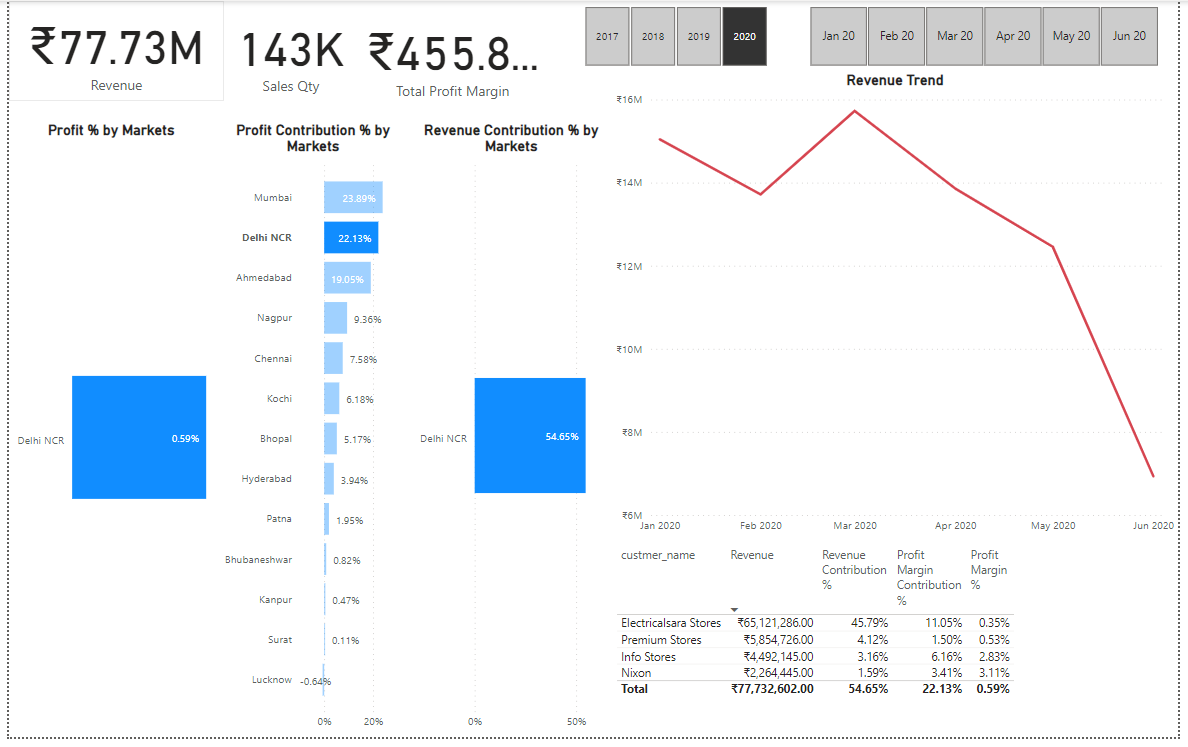 ₹77.73M
Revenue
143K
Sales Qty
₹455.8...
Total Profit Margin
2017
2018
2019
2020
Jan 20
Feb 20
Mar 20
Apr 20
May 20
Jun 20
Profit % by Markets
Delhi NCR
0.59%
Profit Contribution % by
Markets
Mumbai
23.89%
Delhi NCR
22.13%
Ahmedabad
19.05%
Nagpur
9.36%
Chennai
7.58%
Kochi
6.18%
Bhopal
5.17%
Hyderabad
3.94%
Patna
1.95%
Bhubaneshwar
0.82%
Kanpur
0.47%
Surat
0.11%
Lucknow
-0.64%
0%
20%
Revenue Contribution % by
Markets
Delhi NCR
54.65%
0%
50%
Revenue Trend
₹16M
₹14M
₹12M
₹10M
₹8M
₹6M
Jan 2020
Feb 2020
Mar 2020
Apr 2020
May 2020
Jun 2020
custmer_name
Revenue
Revenue
Contribution
%
Profit
Margin
Contribution
%
Profit
Margin
%
Electricalsara Stores ₹65,121,286.00 45.79% 11.05% 0.35%
Premium Stores ₹5,854,726.00 4.12% 1.50% 0.53%
Info Stores ₹4,492,145.00 3.16% 6.16% 2.83%
Nixon ₹2,264,445.00 1.59% 3.41% 3.11%
Total ₹77,732,602.00 54.65% 22.13% 0.59%